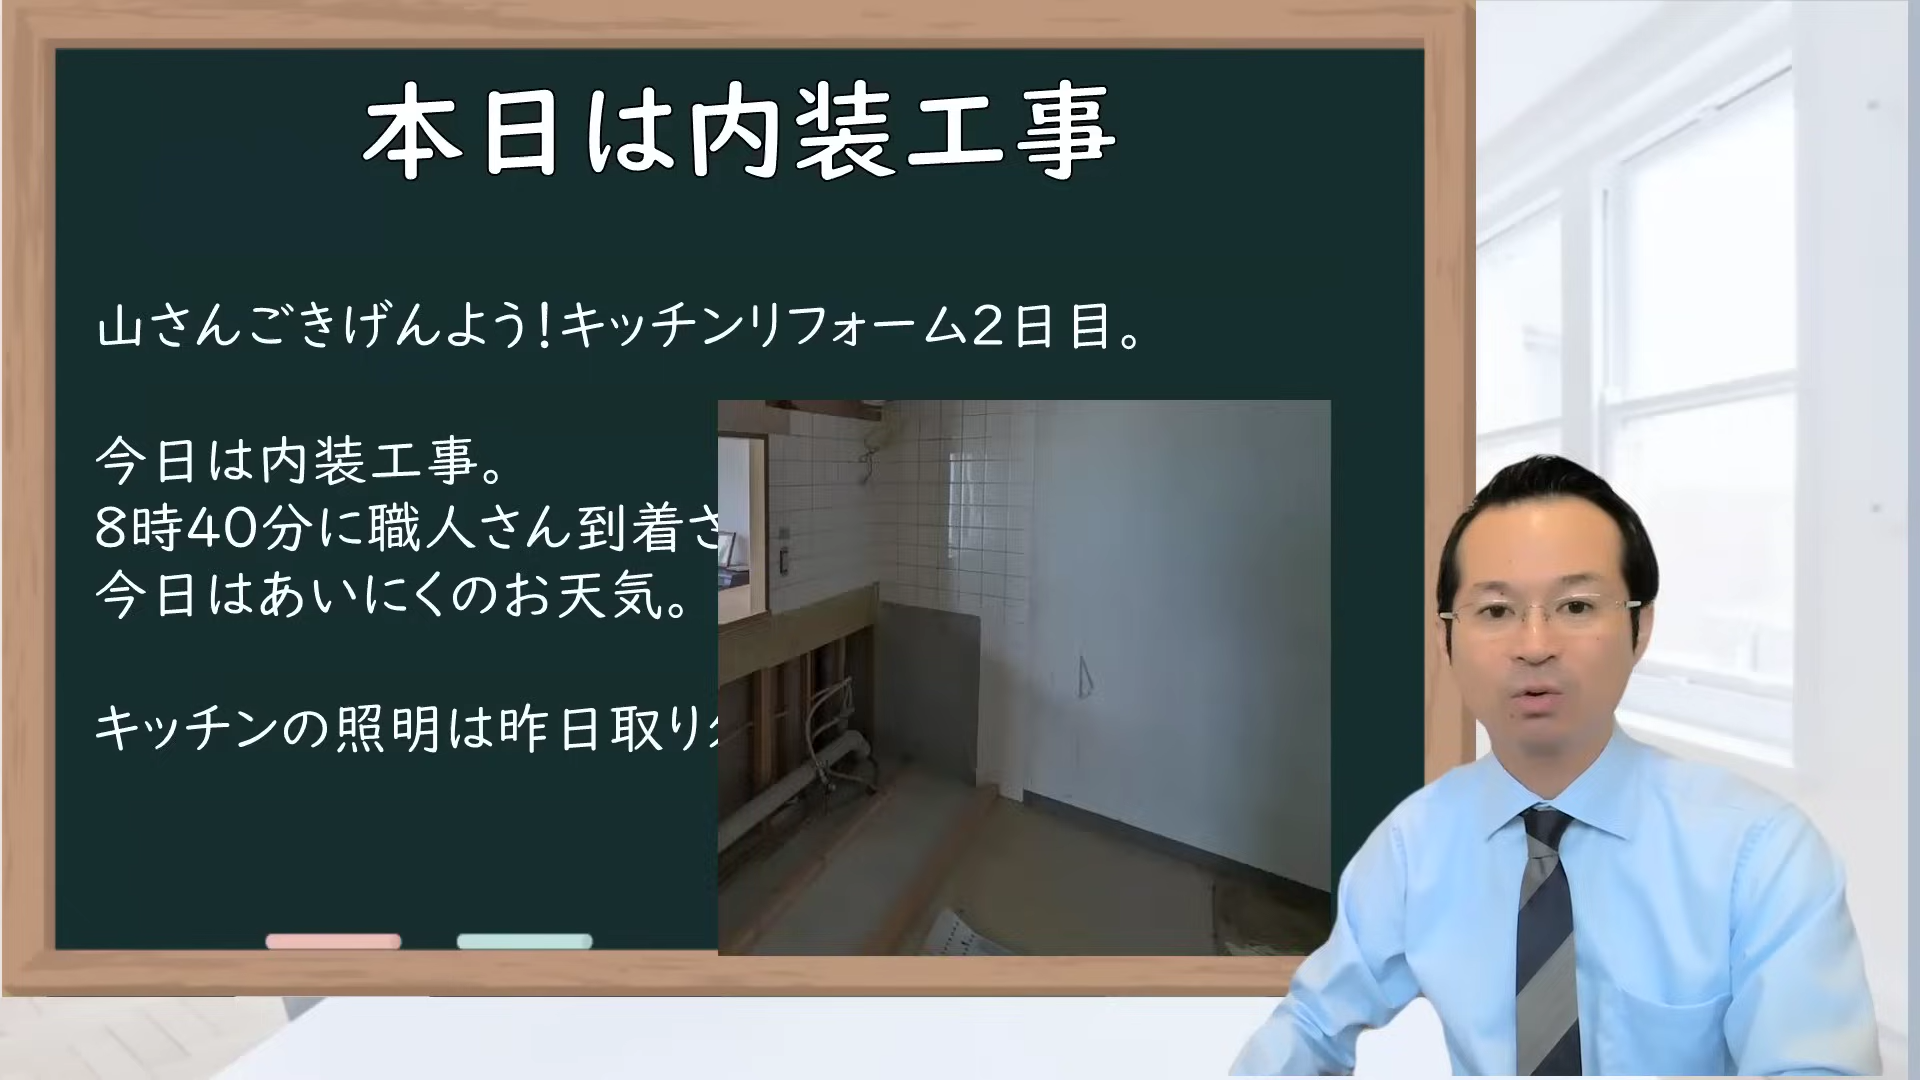 本日は内装工事
山さんごきげんよう！キッチンリフォーム２日目。
今日は内装工事。
８時４０分に職人さん到着さ
今日はあいにくのお天気。
キッチンの照明は昨日取り